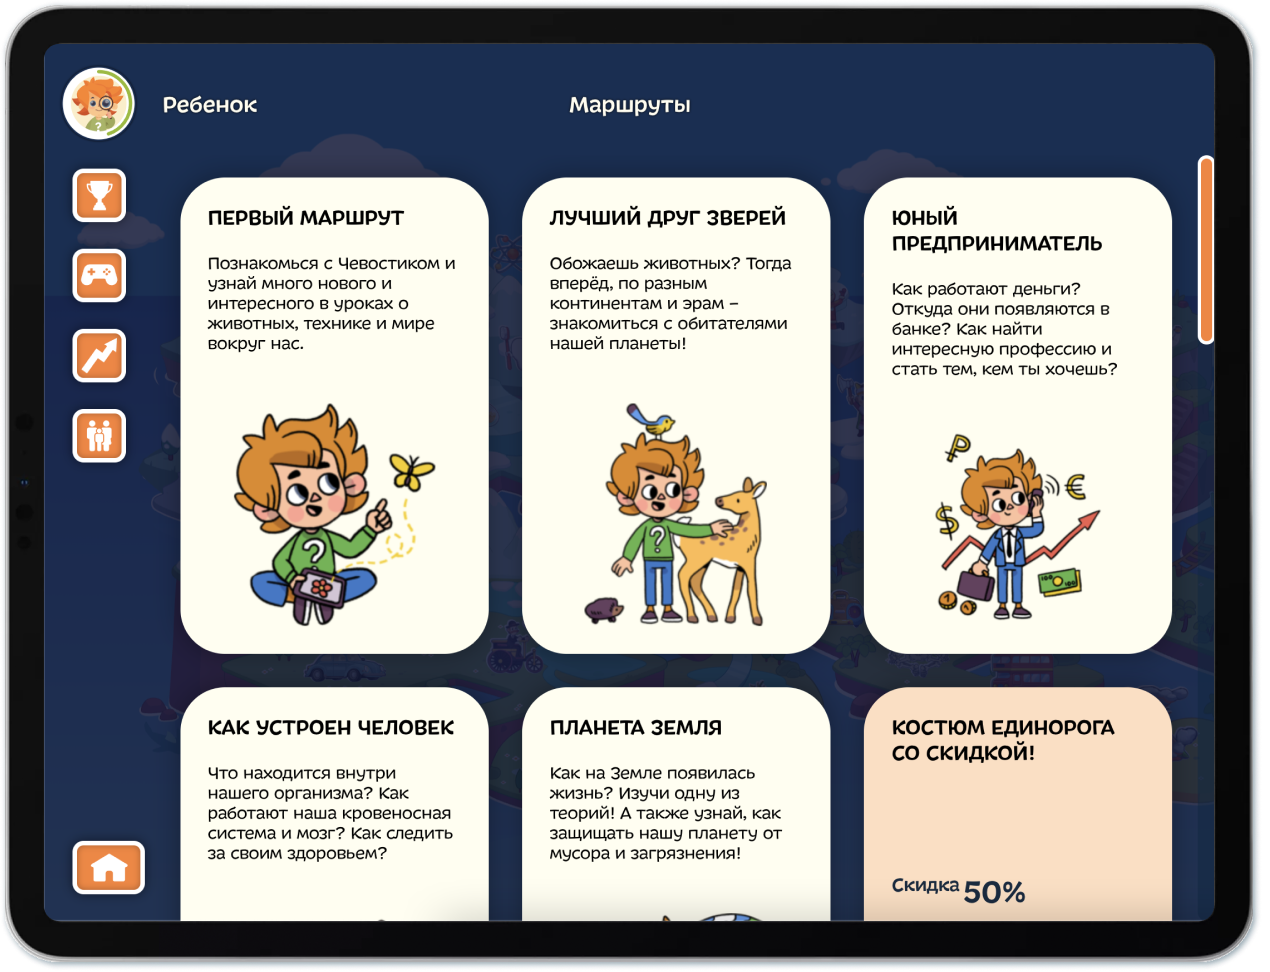 Ребенок
Маршруты
ПЕРВЫЙ МАРШРУТ
Познакомься с Чевостиком и
узнай много нового и
интересного в уроках о
животных, технике и мире
вокруг нас.
?
ЛУЧШИЙ ДРУГ ЗВЕРЕЙ
Обожаешь животных? Тогда
вперёд, по разным
континентам и эрам –
знакомиться с обитателями
нашей планеты!
?
ЮНЫЙ
ПРЕДПРИНИМАТЕЛЬ
Как работают деньги?
Откуда они появляются в
банке? Как найти
интересную профессию и
стать тем, кем ты хочешь?
₽
€
$
100
100
КАК УСТРОЕН ЧЕЛОВЕК
Что находится внутри
нашего организма? Как
работают наша кровеносная
система и мозг? Как следить
за своим здоровьем?
ПЛАНЕТА ЗЕМЛЯ
Как на Земле появилась
жизнь? Изучи одну из
теорий! А также узнай, как
защищать нашу планету от
мусора и загрязнения!
КОСТЮМ ЕДИНОРОГА
СО СКИДКОЙ!
Скидка 50%